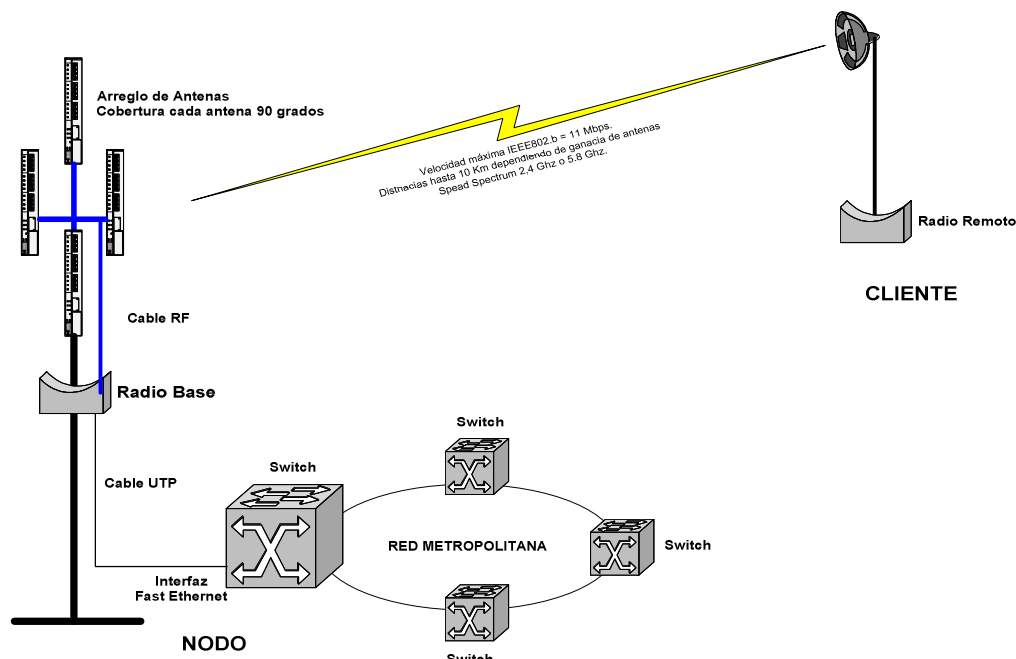 Arreglo de Antenas
Cobertura cada antena 90 grados
Velocidad máxima IEEE802.b = 11 Mbps.
Distnacias hasta 10 Km dependiendo de ganacia de antenas
Spead Spectrum 2,4 Ghz o 5.8 Ghz.
Radio Remoto
CLIENTE
Cable RF
Radio Base
Switch
Switch
Cable UTP
RED METROPOLITANA
Switch
Interfaz
Fast Ethernet
NODO
Switch